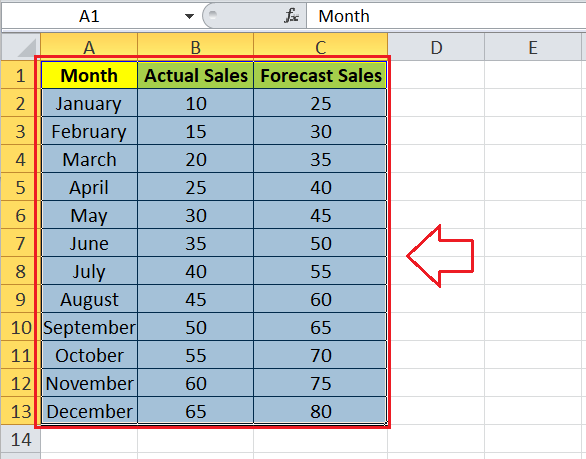 A1 fx Month
A B C D E
1 Month Actual Sales Forecast Sales
2 January 10 25
3 February 15 30
4 March 20 35
5 April 25 40
6 May 30 45
7 June 35 50
8 July 40 55
9 August 45 60
10 September 50 65
11 October 55 70
12 November 60 75
13 December 65 80
14